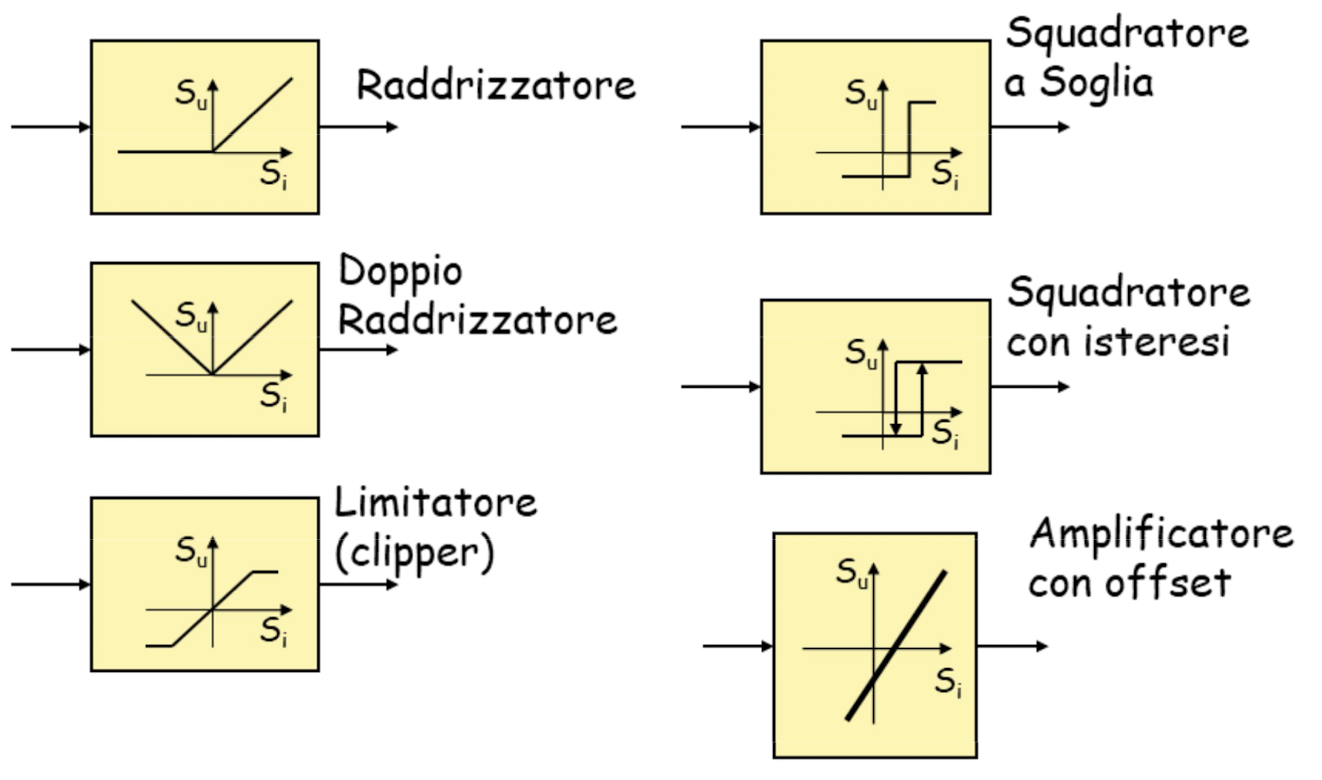 Raddrizzatore
Su
Si
Doppio
Raddrizzatore
Su
Si
Limitatore
(clipper)
Su
Si
Squadratore
a Soglia
Su
Si
Squadratore
con isteresi
Su
Si
Amplificatore
con offset
Su
Si